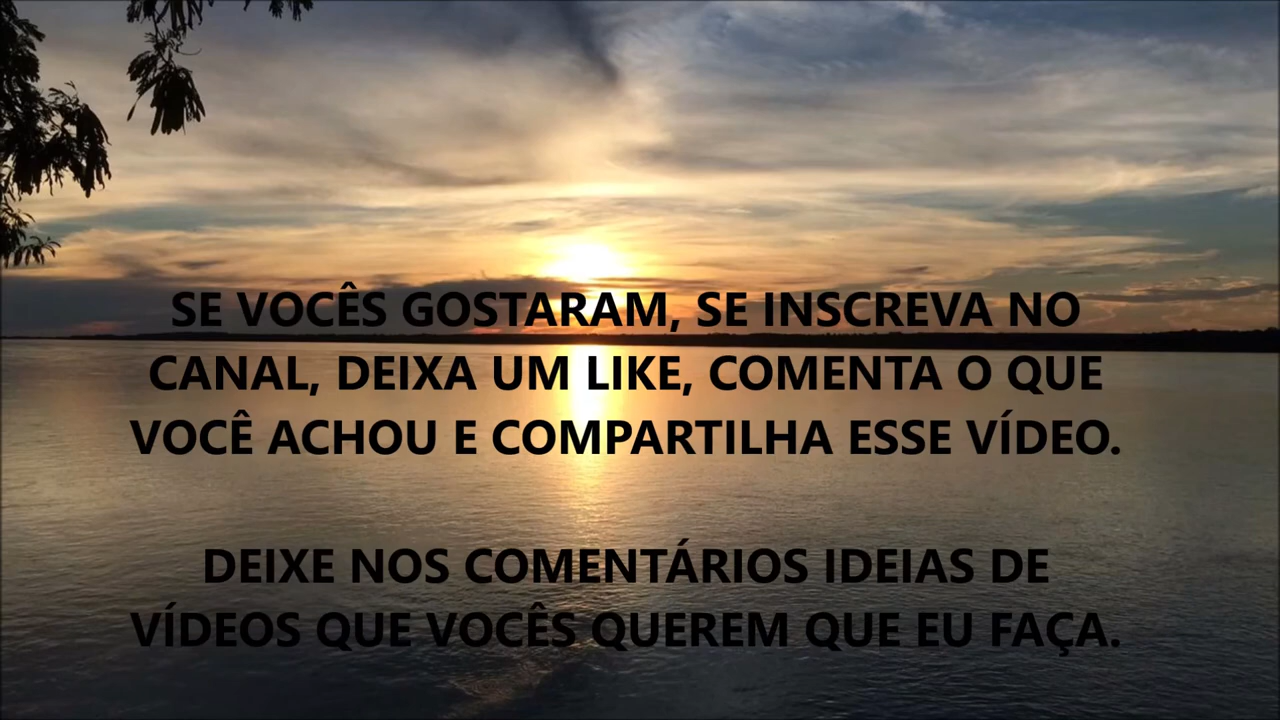 SE VOCÊS GOSTARAM, SE INSCREVA NO
CANAL, DEIXA UM LIKE, COMENTA O QUE
VOCÊ ACHOU E COMPARTILHA ESSE VÍDEO.
DEIXE NOS COMENTÁRIOS IDEIAS DE
VÍDEOS QUE VOCÊS QUEREM QUE EU FAÇA.